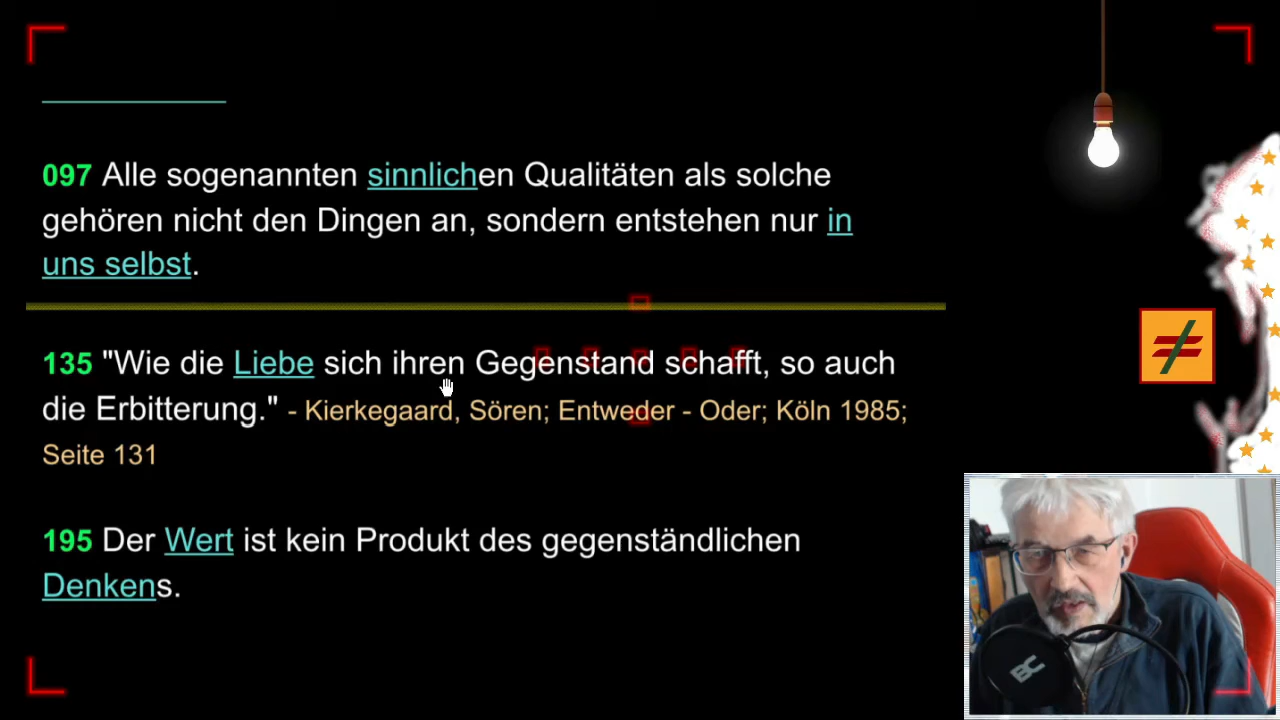 097 Alle sogenannten sinnlichen Qualitäten als solche
gehören nicht den Dingen an, sondern entstehen nur in
uns selbst.
135 "Wie die Liebe sich ihren Gegenstand schafft, so auch
die Erbitterung." - Kierkegaard, Sören; Entweder - Oder; Köln 1985;
Seite 131
195 Der Wert ist kein Produkt des gegenständlichen
Denkens.
BC